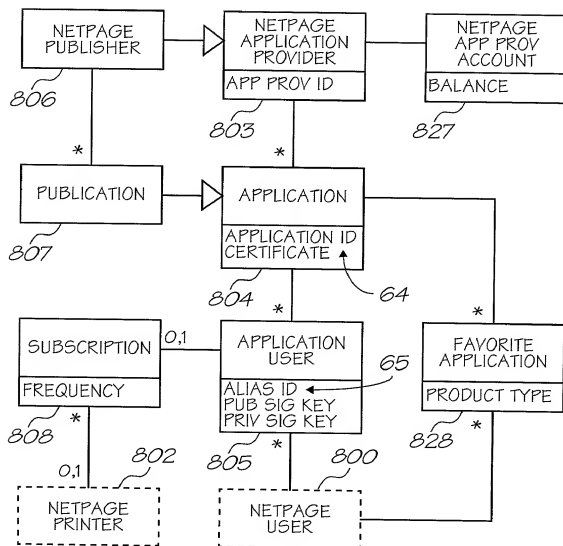 NETPAGE
PUBLISHER
806
NETPAGE
APPLICATION
PROVIDER
APP PROV ID
803
NETPAGE
APP PROV
ACCOUNT
BALANCE
827
*
*
PUBLICATION
807
APPLICATION
APPLICATION ID
CERTIFICATE
804
64
*
*
SUBSCRIPTION
FREQUENCY
808
0,1
APPLICATION
USER
ALIAS ID
PUB SIG KEY
PRIV SIG KEY
805
65
FAVORITE
APPLICATION
PRODUCT TYPE
828
*
*
*
0,1
802
800
NETPAGE
PRINTER
NETPAGE
USER